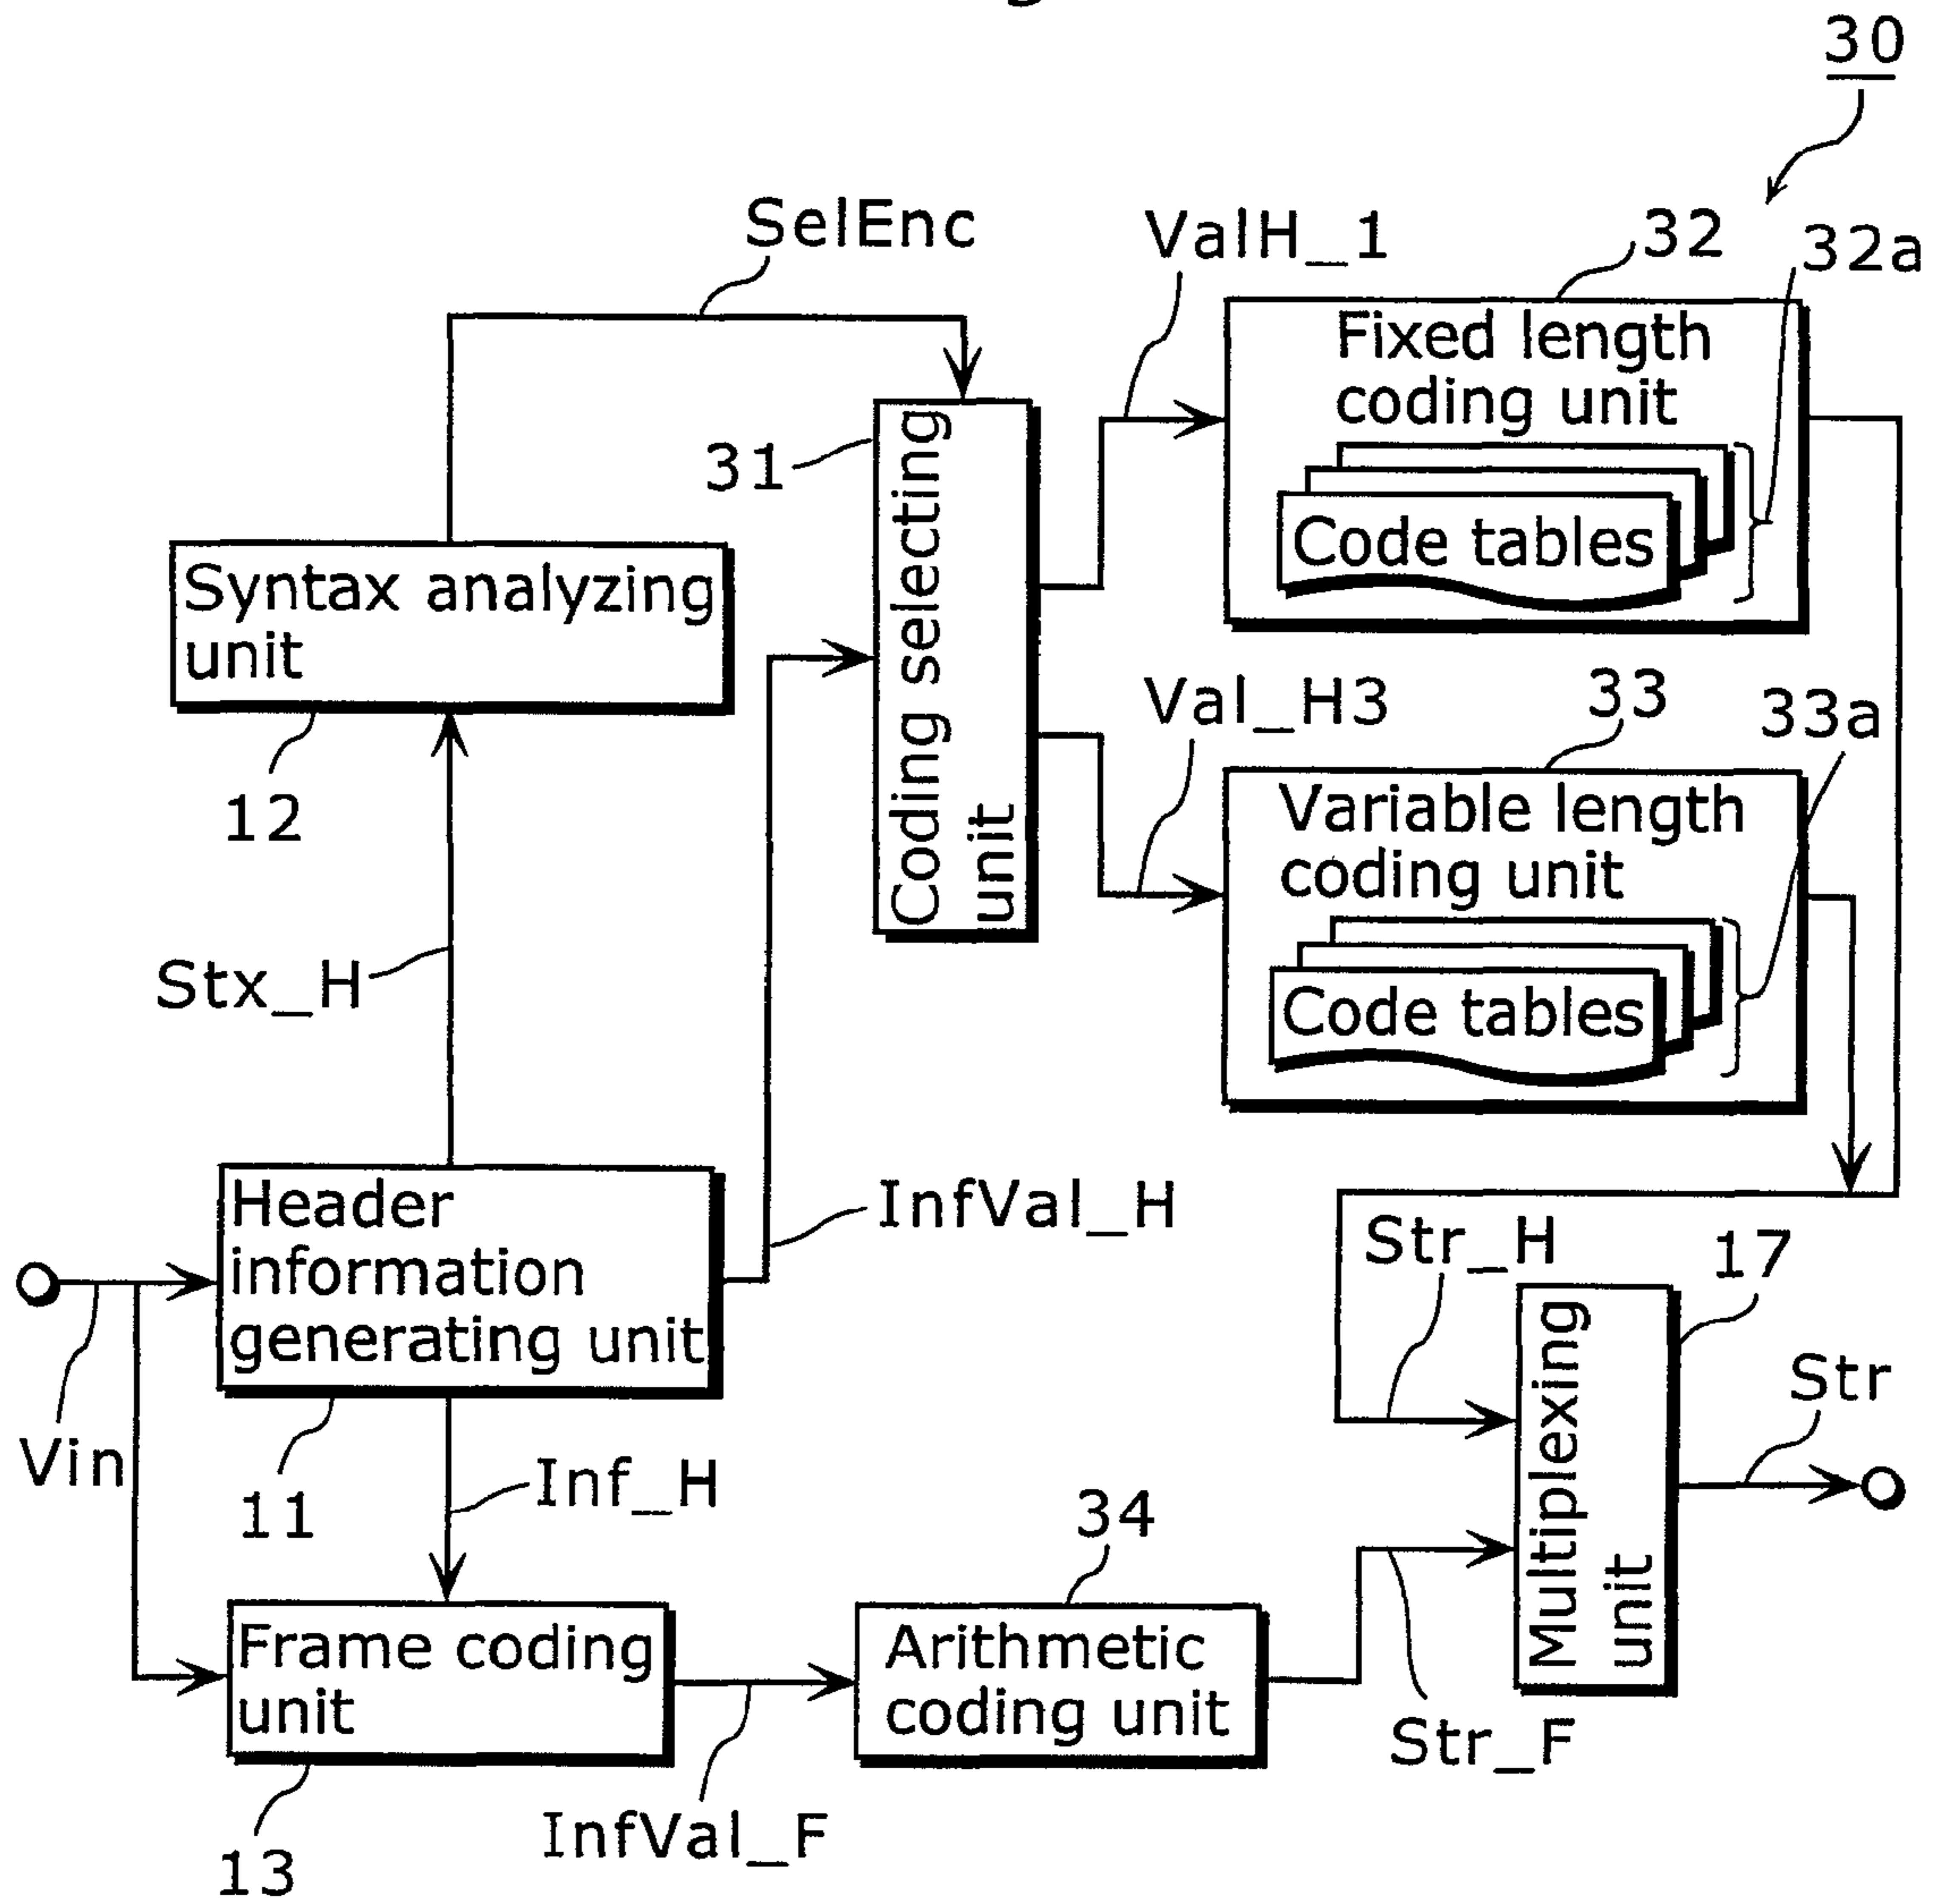 30
SelEnc
ValH_1
32
32a
Fixed length
coding unit
Code tables
31
Coding selecting
unit
Syntax analyzing
unit
12
Val_H3
33
33a
Variable length
coding unit
Code tables
Stx_H
Header
information
generating unit
InfVal_H
Str_H
17
Multiplexing
unit
Str
Vin
11
Inf_H
34
Frame coding
unit
Arithmetic
coding unit
Str_F
InfVal_F
13